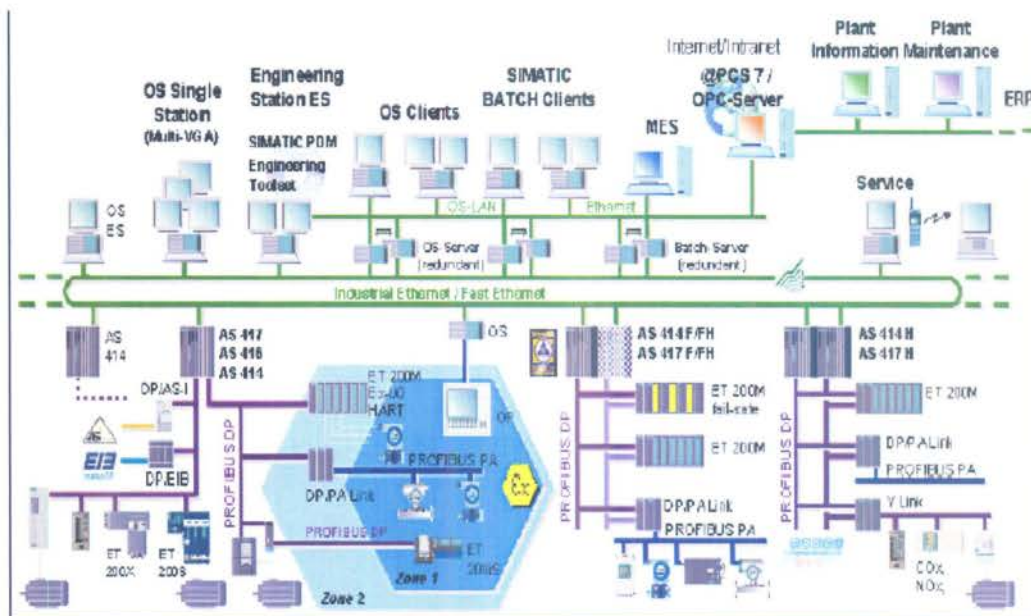 Plant
Information
Plant
Maintenance
Internet/Intranet
@PCS 7 /
OPC-Server
ERP
OS Single
Station
(Multi-VGA)
Engineering
Station ES
SIMATIC PDM
Engineering
Toolset
OS Clients
SIMATIC
BATCH Clients
MES
Service
OS
ES
OS-LAN
Ethernet
OS-Server
(redundant)
Batch-Server
(redundant)
Industrial Ethernet / Fast Ethernet
AS
414
AS 417
AS 416
AS 414
OS
AS 414 F/FH
AS 417 F/FH
AS 414 H
AS 417 H
DP/AS-I
DP/EIB
EIB
PROFIBUS DP
ET 200M
HART
OP
PROFIBUS PA
DP/PA Link
Ex
PROFIBUS DP
ET
Zone 1
Zone 2
ET
200X
ET
200S
PROFIBUS DP
ET 200M
fail-safe
ET 200M
DP/PA Link
PROFIBUS PA
PROFIBUS DP
ET 200M
DP/PA Link
PROFIBUS PA
Y Link
COx,
NOx,